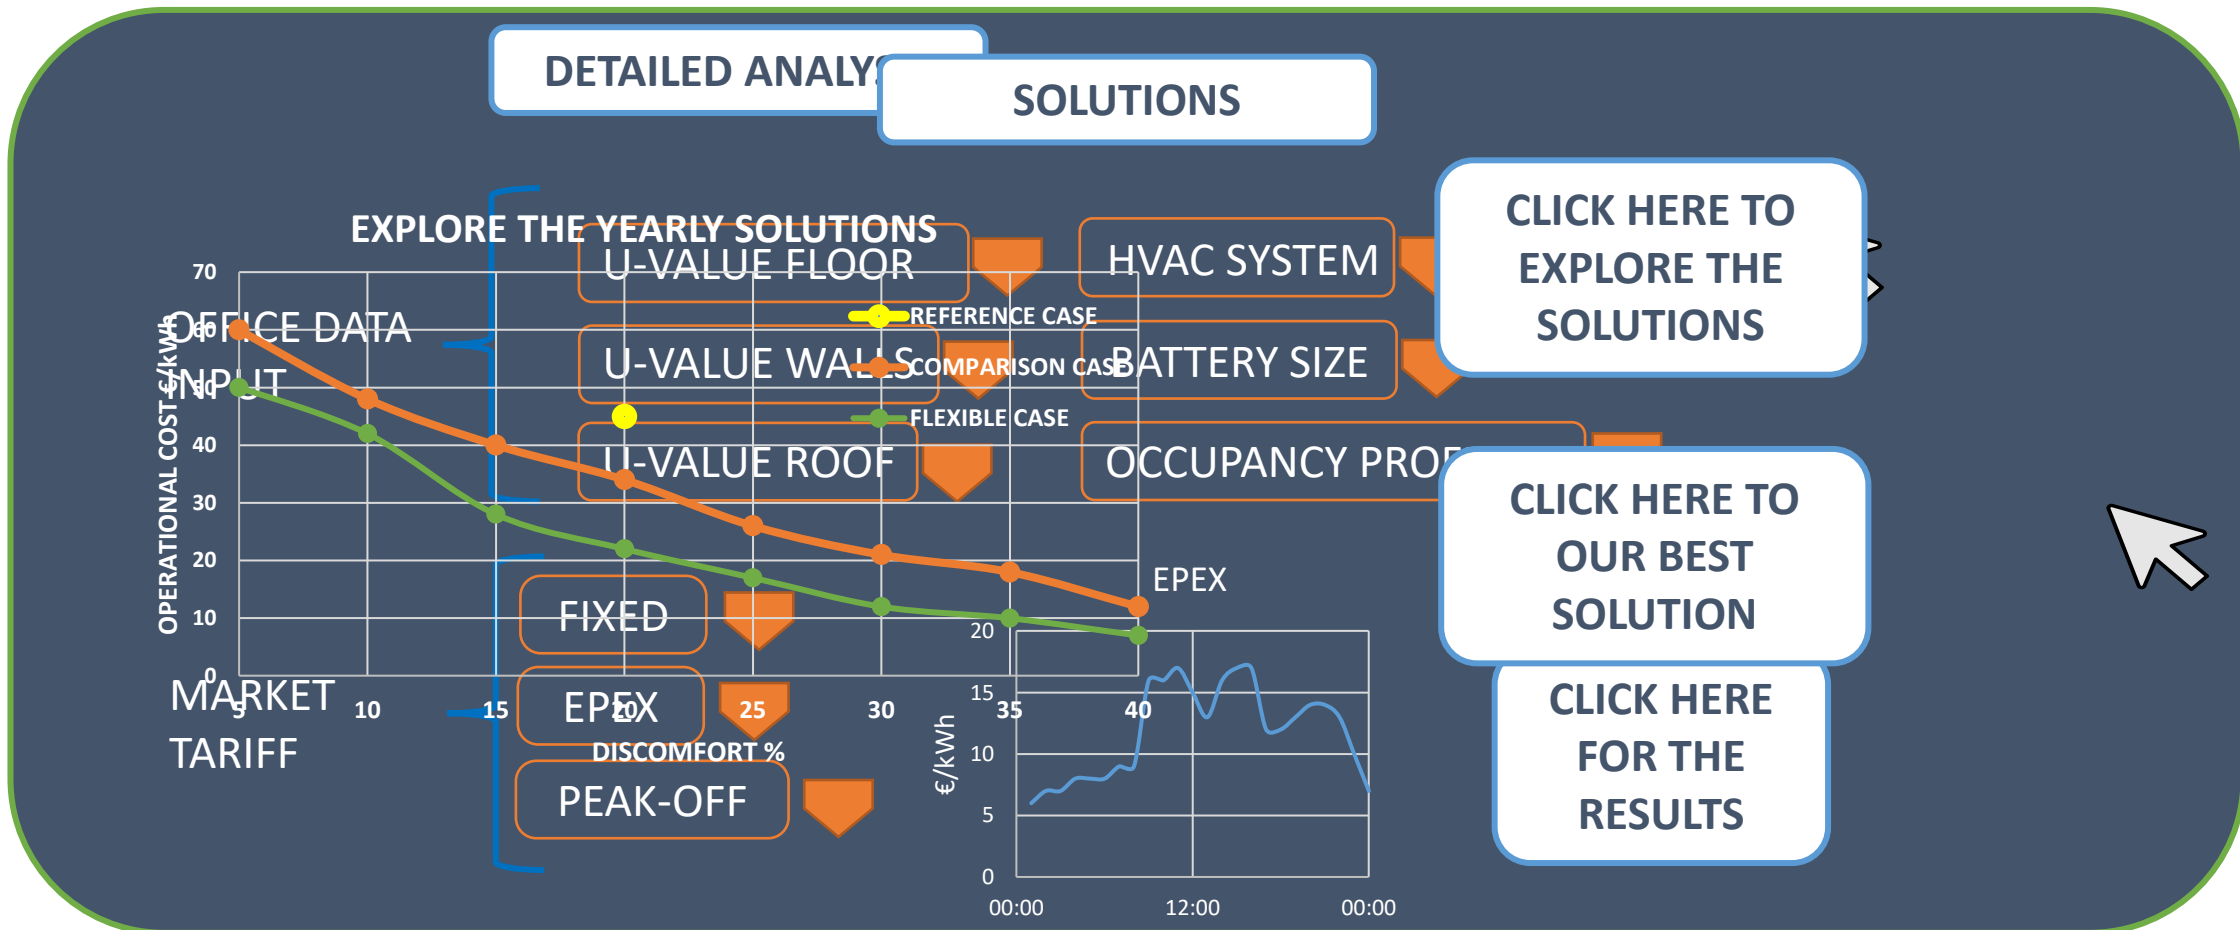 DETAILED ANALYS
SOLUTIONS
EXPLORE THE YEARLY SOLUTIONS
U-VALUE FLOOR
HVAC SYSTEM
CLICK HERE TO
EXPLORE THE
SOLUTIONS
OFFICE DATA
INPUT
U-VALUE WALLS
BATTERY SIZE
U-VALUE ROOF
OCCUPANCY PROF
REFERENCE CASE
COMPARISON CASE
FLEXIBLE CASE
OPERATIONAL COST €/kWh
70
60
50
40
30
20
10
0
5 10 15 20 25 30 35 40
DISCOMFORT %
CLICK HERE TO
OUR BEST
SOLUTION
MARKET
TARIFF
FIXED
EPEX
PEAK-OFF
EPEX
€/kWh
20
15
10
5
0
00:00 12:00 00:00
CLICK HERE
FOR THE
RESULTS